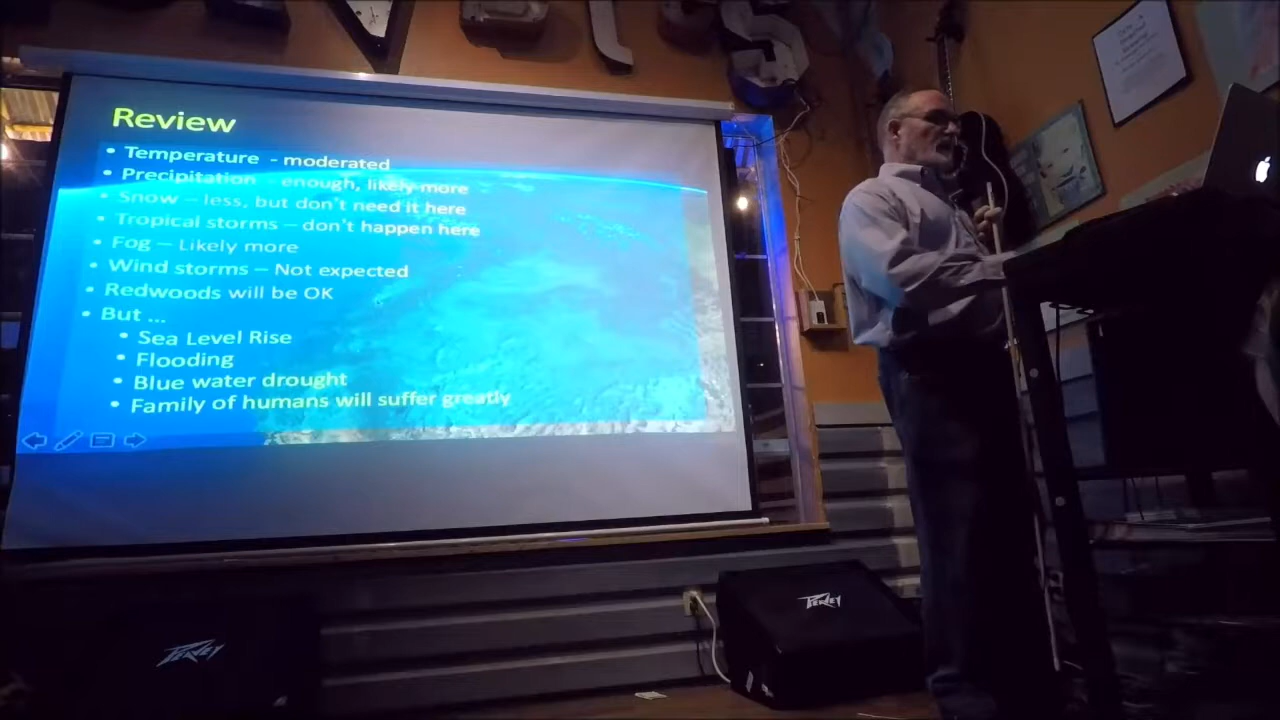 Review
• Temperature - moderated
• Precipitation – enough, likely more
• Snow – less, but don't need it here
• Tropical storms – don't happen here
• Fog – Likely more
• Wind storms – Not expected
• Redwoods will be OK
• But ...
• Sea Level Rise
• Flooding
• Blue water drought
• Family of humans will suffer greatly
PEAVEY
PEAVEY